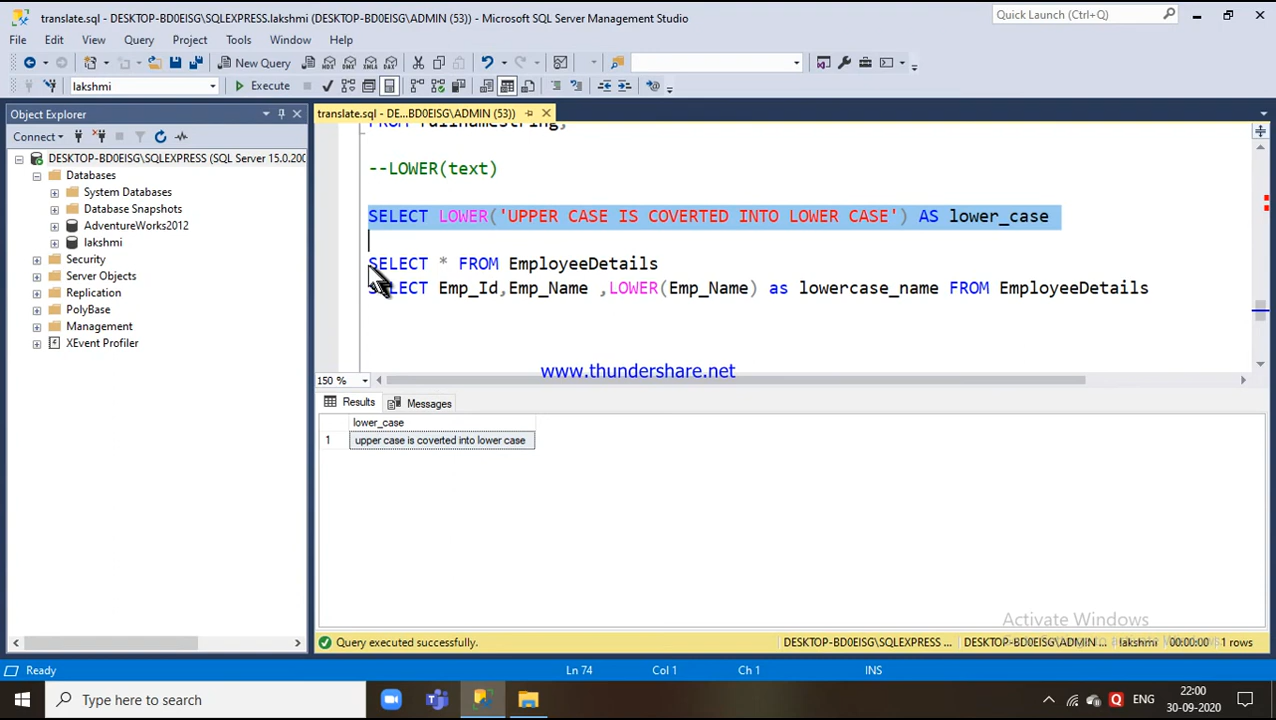 translate.sql - DESKTOP-BD0EISG\SQLEXPRESS.lakshmi (DESKTOP-BD0EISG\ADMIN (53))* - Microsoft SQL Server Management Studio
Quick Launch (Ctrl+Q)
File Edit View Query Project Tools Window Help
New Query MDX DMX XMLA DAX
lakshmi Execute
Object Explorer
translate.sql - DE...BD0EISG\ADMIN (53))
Connect
DESKTOP-BD0EISG\SQLEXPRESS (SQL Server 15.0.200
Databases
System Databases
Database Snapshots
AdventureWorks2012
lakshmi
Security
Server Objects
Replication
PolyBase
Management
XEvent Profiler
FROM fullnamestring;
--LOWER(text)
SELECT LOWER('UPPER CASE IS COVERTED INTO LOWER CASE') AS lower_case
SELECT * FROM EmployeeDetails
SELECT Emp_Id,Emp_Name ,LOWER(Emp_Name) as lowercase_name FROM EmployeeDetails
www.thundershare.net
150 %
Results Messages
lower_case
1 upper case is coverted into lower case
Activate Windows
Query executed successfully.
DESKTOP-BD0EISG\SQLEXPRESS ... DESKTOP-BD0EISG\ADMIN ... lakshmi 00:00:00 1 rows
Ready Ln 74 Col 1 Ch 1 INS
Type here to search
ENG
22:00
30-09-2020